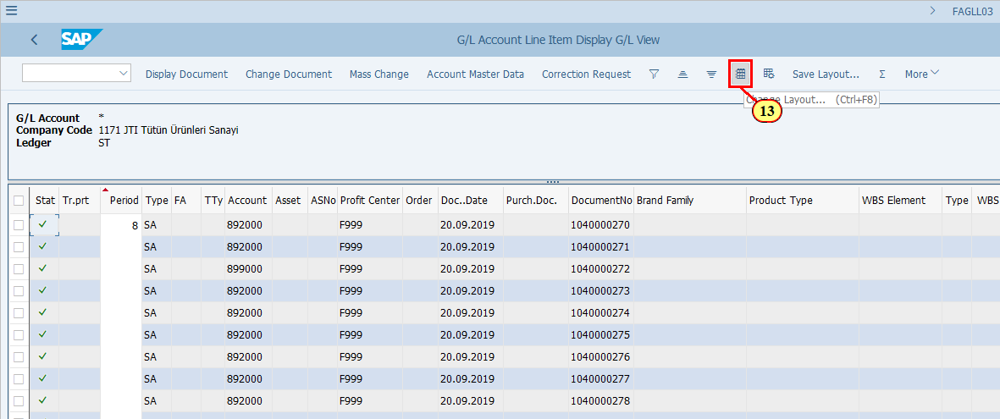 FAGLL03
SAP
G/L Account Line Item Display G/L View
Display Document Change Document Mass Change Account Master Data Correction Request Save Layout... Σ More
Change Layout... (Ctrl+F8)
13
G/L Account *
Company Code 1171 JTI Tütün Ürünleri Sanayi
Ledger ST
Stat Tr.prt Period Type FA TTy Account Asset ASNo Profit Center Order Doc..Date Purch.Doc. DocumentNo Brand Family Product Type WBS Element Type WBS
8 SA 892000 F999 20.09.2019 1040000270
SA 892000 F999 20.09.2019 1040000271
SA 899000 F999 20.09.2019 1040000272
SA 892000 F999 20.09.2019 1040000273
SA 892000 F999 20.09.2019 1040000274
SA 892000 F999 20.09.2019 1040000275
SA 892000 F999 20.09.2019 1040000276
SA 892000 F999 20.09.2019 1040000277
SA 892000 F999 20.09.2019 1040000278